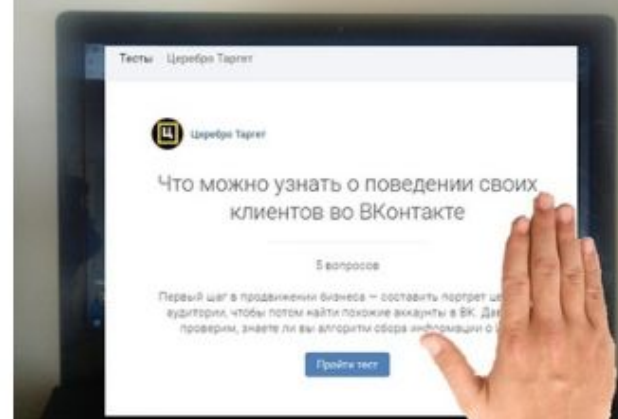 Тесты Церебро Таргет
Ц
Церебро Таргет
Что можно узнать о поведении своих
клиентов во ВКонтакте
5 вопросов
Первый шаг в продвижении бизнеса — составить портрет
аудитории, чтобы потом найти похожие аккаунты в ВК.
проверим, знаете ли вы алгоритм сбора информации о
Пройти тест